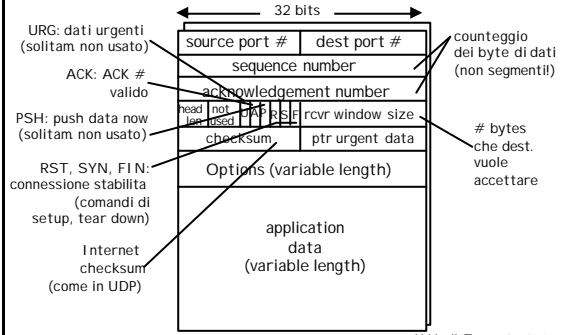 32 bits
URG: dati urgenti
(solitam non usato)
ACK: ACK #
valido
PSH: push data now
(solitam non usato)
RST, SYN, FIN:
connessione stabilita
(comandi di
setup, tear down)
Internet
checksum
(come in UDP)
source port #
dest port #
sequence number
acknowledgement number
head
len
not
used
U
A
P
R
S
F
rcvr window size
checksum
ptr urgent data
Options (variable length)
application
data
(variable length)
counteggio
dei byte di dati
(non segmenti!)
# bytes
che dest.
vuole
accettare